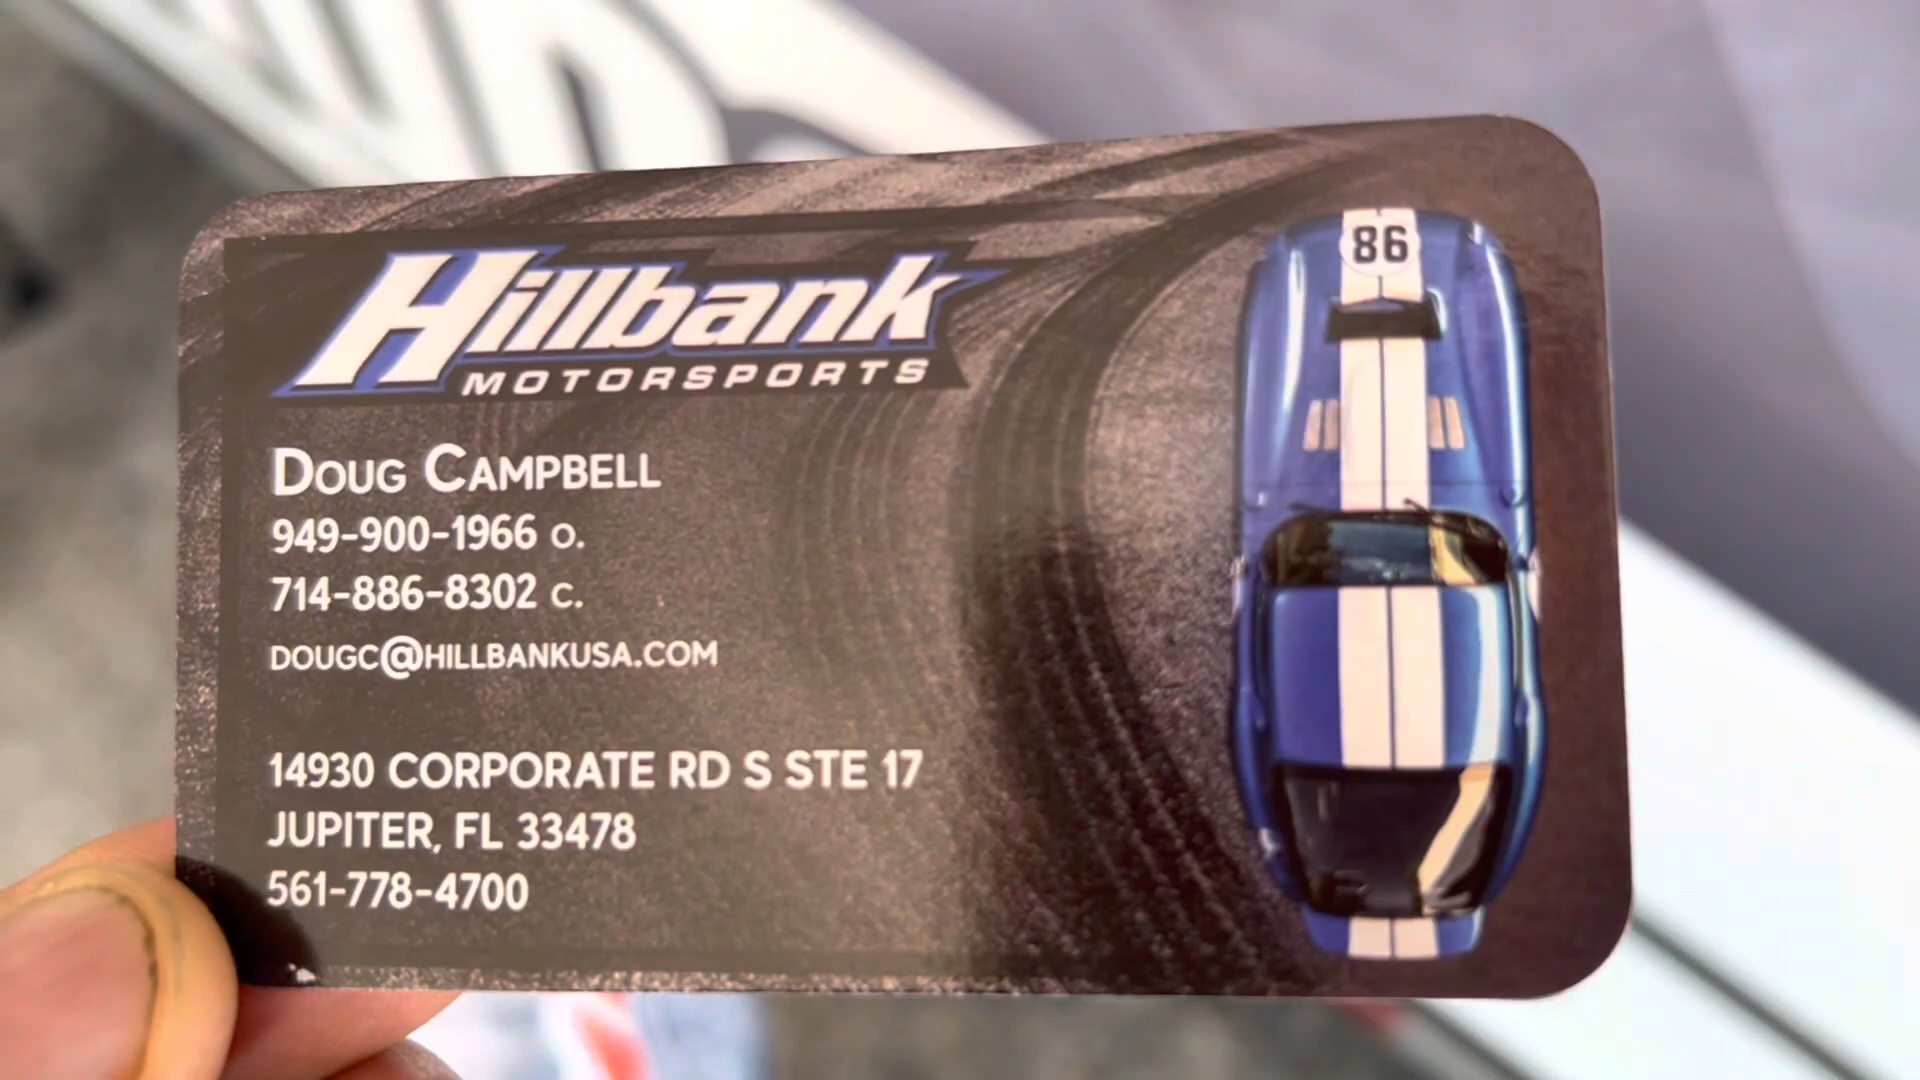 Hillbank
MOTORSPORTS
86
DOUG CAMPBELL
949-900-1966 O.
714-886-8302 C.
DOUGC@HILLBANKUSA.COM
14930 CORPORATE RD S STE 17
JUPITER, FL 33478
561-778-4700